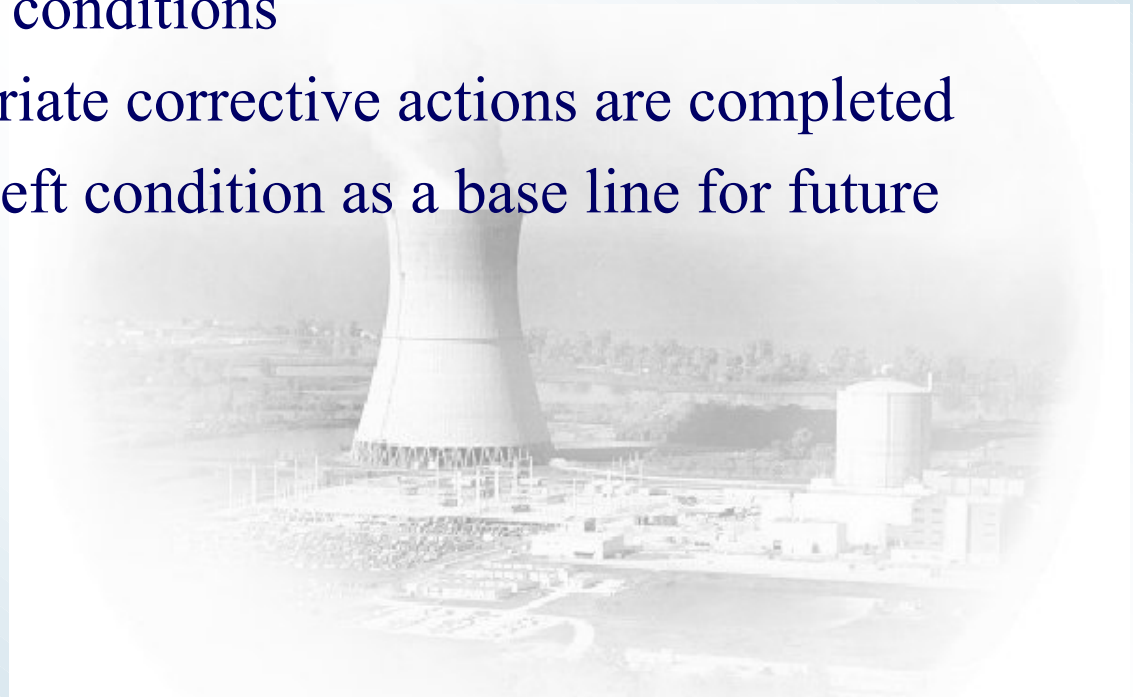 conditions
riate corrective actions are completed
eft condition as a base line for future